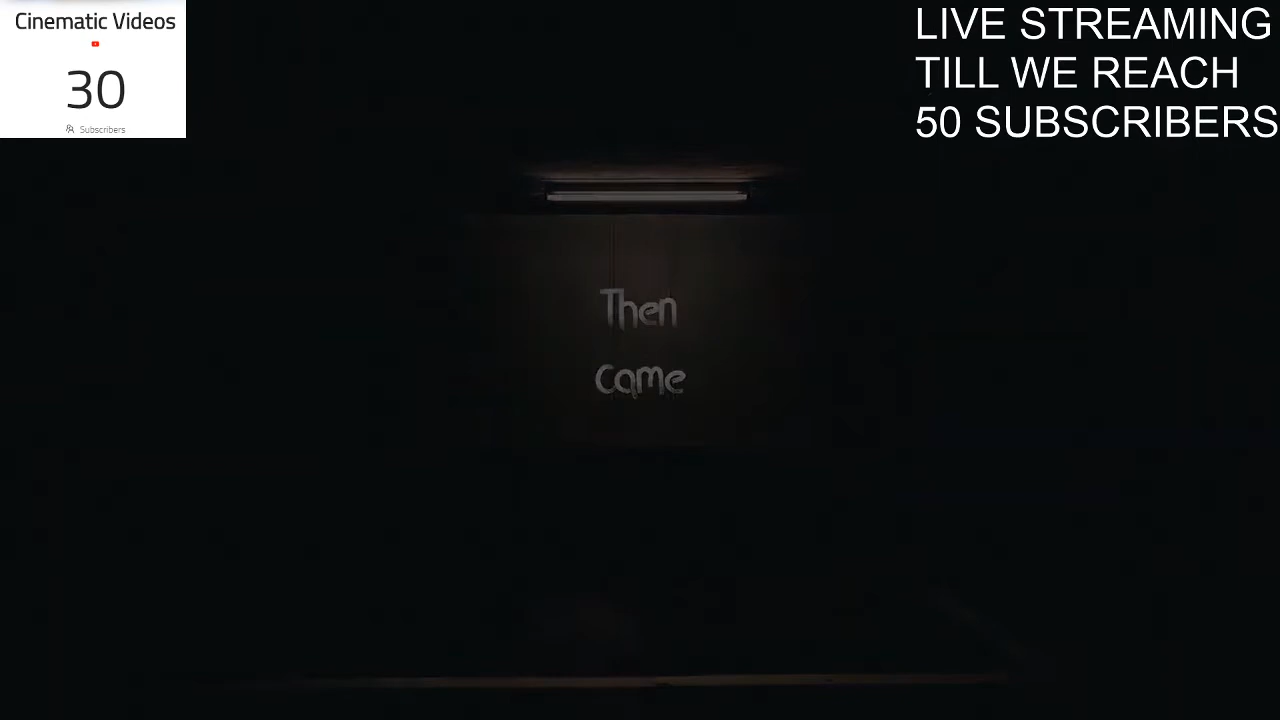 Cinematic Videos
30
Subscribers
LIVE STREAMING
TILL WE REACH
50 SUBSCRIBERS
Then
came